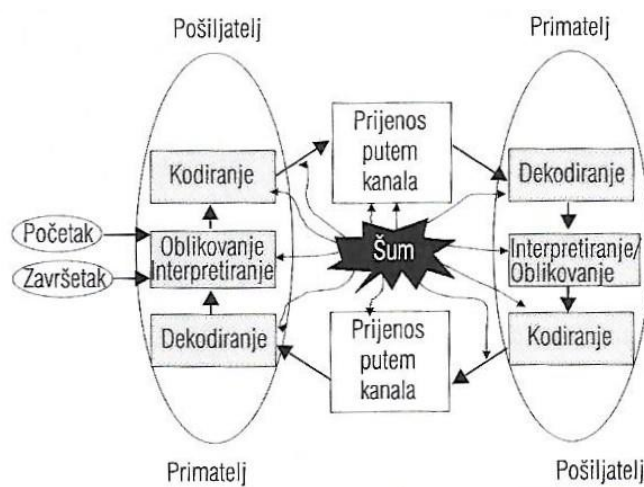 Pošiljatelj
Primatelj
Prijenos
putem
kanala
Kodiranje
Dekodiranje
Početak
Oblikovanje
Interpretiranje
Šum
Interpretiranje/
Oblikovanje
Završetak
Dekodiranje
Prijenos
putem
kanala
Kodiranje
Primatelj
Pošiljatelj